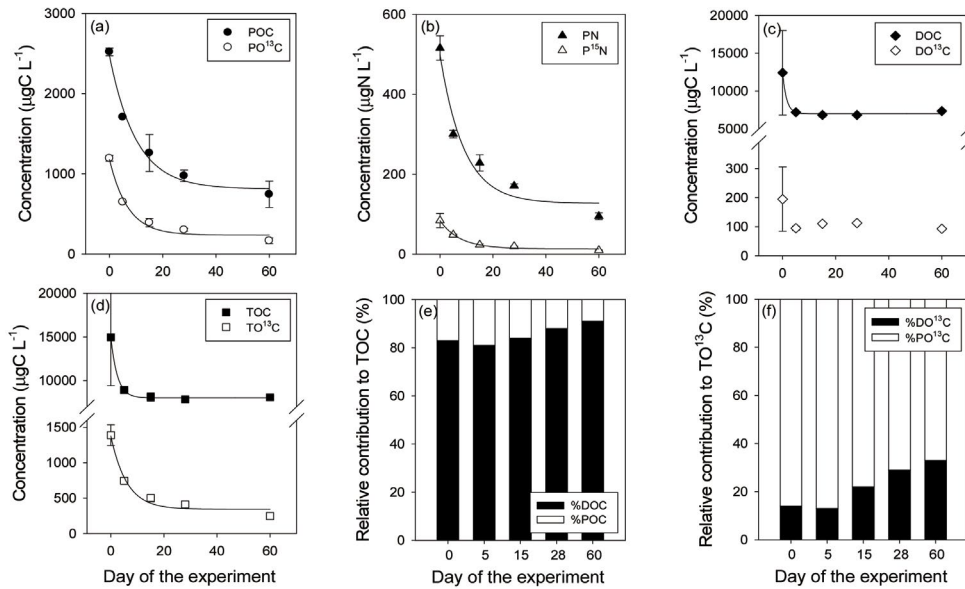 (a)
POC
PO¹³C
Concentration (µgC L⁻¹)
3000
2000
1000
0
0 20 40 60
(b)
PN
P¹⁵N
Concentration (µgN L⁻¹)
600
400
200
0
0 20 40 60
(c)
DOC
DO¹³C
Concentration (µgC L⁻¹)
20000
15000
10000
5000
300
200
100
0
0 20 40 60
(d)
TOC
TO¹³C
Concentration (µgC L⁻¹)
20000
15000
10000
1500
1000
500
0
0 20 40 60
Day of the experiment
(e)
Relative contribution to TOC (%)
100
80
60
40
20
0
%DOC
%POC
0 5 15 28 60
Day of the experiment
(f)
Relative contribution to TO¹³C (%)
100
80
60
40
20
0
%DO¹³C
%PO¹³C
0 5 15 28 60
Day of the experiment